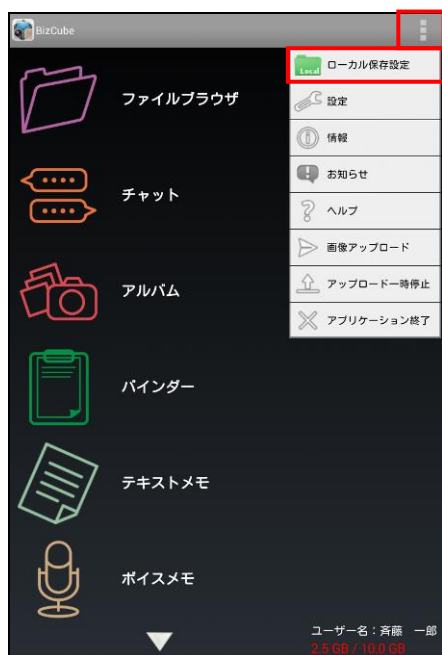 BizCube
Local
ローカル保存設定
設定
情報
お知らせ
ヘルプ
画像アップロード
アップロード一時停止
アプリケーション終了
ファイルブラウザ
チャット
アルバム
バインダー
テキストメモ
ボイスメモ
ユーザー名:斉藤　一郎
2.5 GB / 10.0 GB